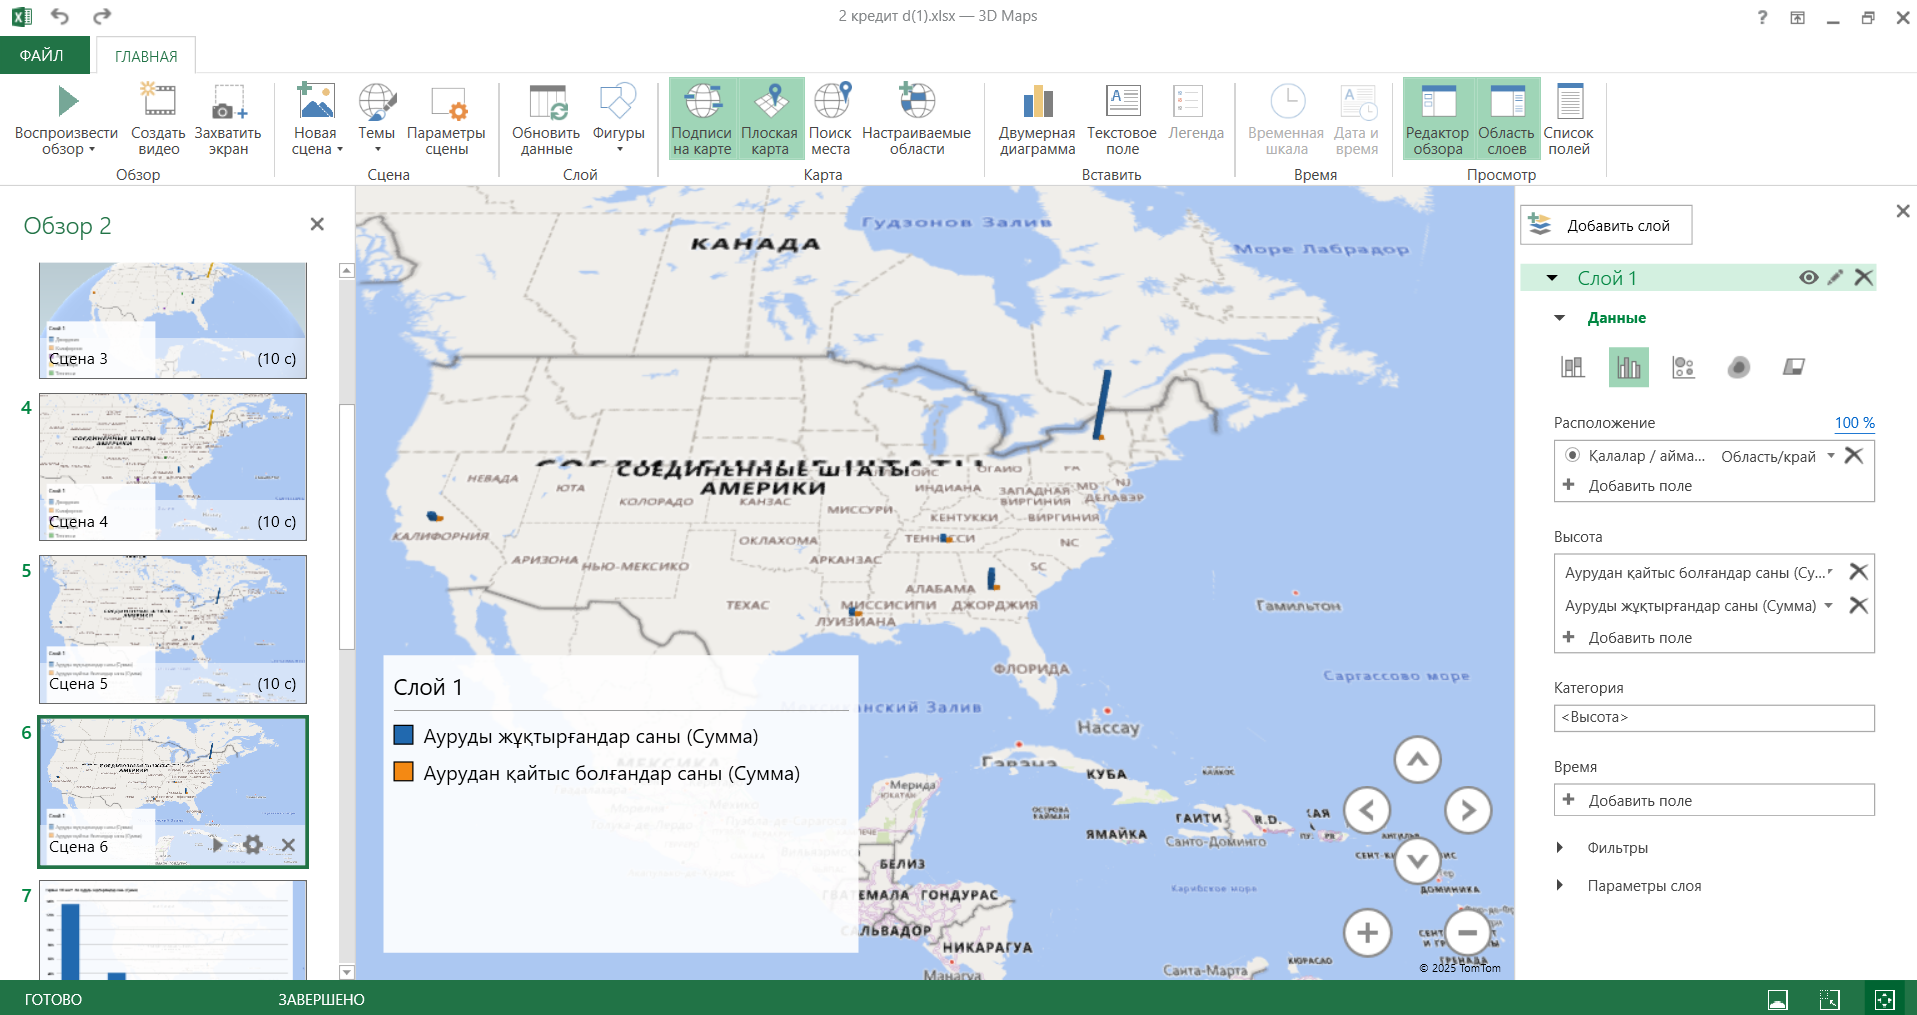 2 кредит d(1).xlsx — 3D Maps
ФАЙЛ
ГЛАВНАЯ
Воспроизвести обзор
Создать видео
Захватить экран
Обзор
Новая сцена
Темы
Параметры сцены
Сцена
Обновить данные
Фигуры
Слой
Подписи на карте
Плоская карта
Поиск места
Настраиваемые области
Карта
Двумерная диаграмма
Текстовое поле
Легенда
Вставить
Временная шкала
Дата и время
Время
Редактор обзора
Область слоев
Список полей
Просмотр
Обзор 2
Сцена 3 (10 с)
4
Сцена 4 (10 с)
5
Сцена 5 (10 с)
6
Сцена 6
7
Гудзонов Залив
КАНАДА
Море Лабрадор
СОЕДИНЕННЫЕ ШТАТЫ
АМЕРИКИ
НЕВАДА
ЮТА
КОЛОРАДО
КАНЗАС
МИССУРИ
ИНДИАНА
ОГАЙО
PA
ЗАПАДНАЯ ВИРГИНИЯ
MD
NJ
ДЕЛАВЭР
КЕНТУККИ
ВИРГИНИЯ
КАЛИФОРНИЯ
АРИЗОНА
НЬЮ-МЕКСИКО
ОКЛАХОМА
АРКАНЗАС
ТЕННЕССИ
NC
SC
АЛАБАМА
ТЕХАС
МИССИСИПИ
ДЖОРДЖИЯ
ЛУИЗИАНА
Гамильтон
ФЛОРИДА
Саргассово море
Нассау
Гавана
КУБА
Мерида
ЯМАЙКА
ГАИТИ
R.D.
Санто-Доминго
БЕЛИЗ
Карибское море
ДОМИНИКА
ГВАТЕМАЛА
ГОНДУРАС
САЛЬВАДОР
НИКАРАГУА
Манагуа
Санта-Марта
КЮРАСАО
ГРЕНАДА
© 2025 TomTom
Слой 1
Ауруды жұқтырғандар саны (Сумма)
Аурудан қайтыс болғандар саны (Сумма)
Добавить слой
Слой 1
Данные
Расположение 100 %
Қалалар / айма... Область/край
Добавить поле
Высота
Аурудан қайтыс болғандар саны (Су...
Ауруды жұқтырғандар саны (Сумма)
Добавить поле
Категория
<Высота>
Время
Добавить поле
Фильтры
Параметры слоя
ГОТОВО
ЗАВЕРШЕНО